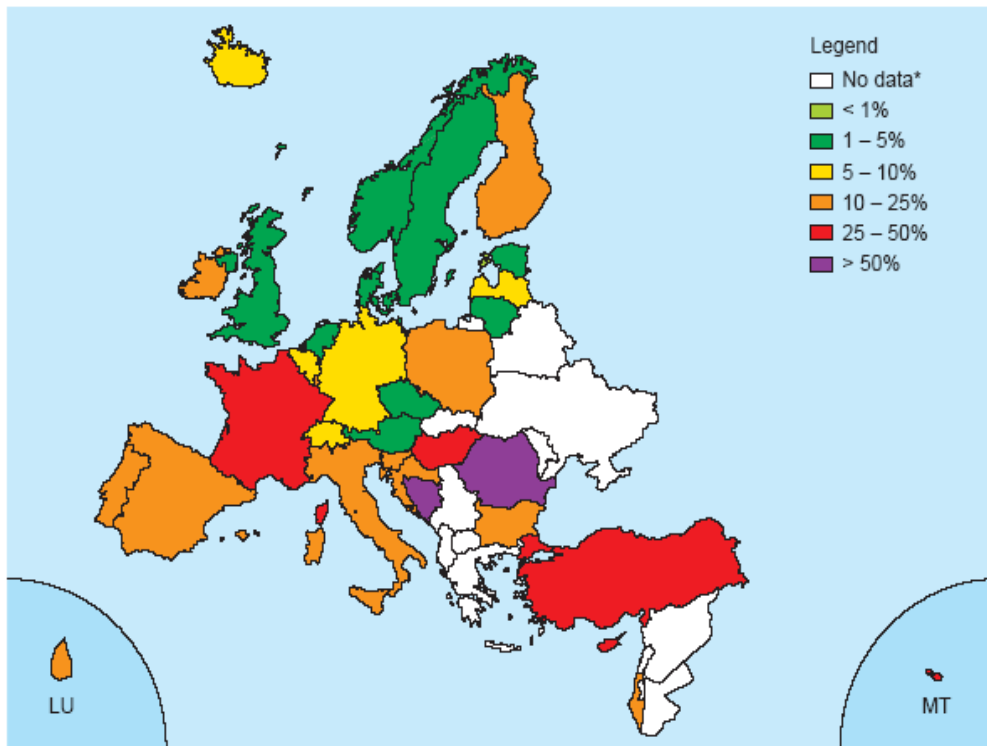 Legend
No data*
< 1%
1 – 5%
5 – 10%
10 – 25%
25 – 50%
> 50%
LU
MT